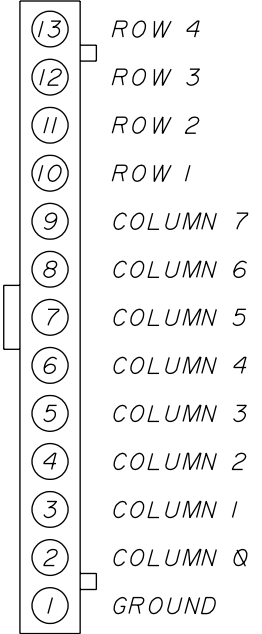 13 ROW 4
12 ROW 3
11 ROW 2
10 ROW 1
9 COLUMN 7
8 COLUMN 6
7 COLUMN 5
6 COLUMN 4
5 COLUMN 3
4 COLUMN 2
3 COLUMN 1
2 COLUMN 0
1 GROUND